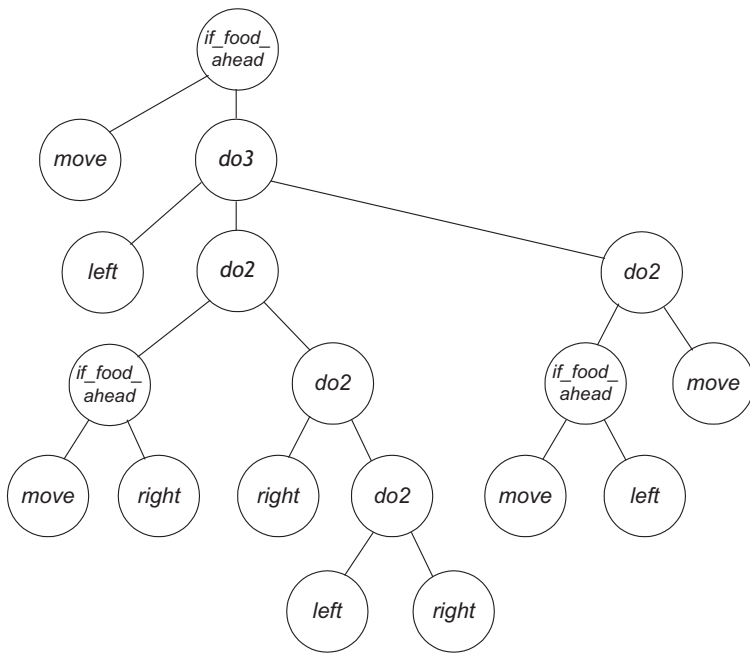 if_food_
ahead
move
do3
left
do2
do2
if_food_
ahead
do2
if_food_
ahead
move
move
right
right
do2
move
left
left
right